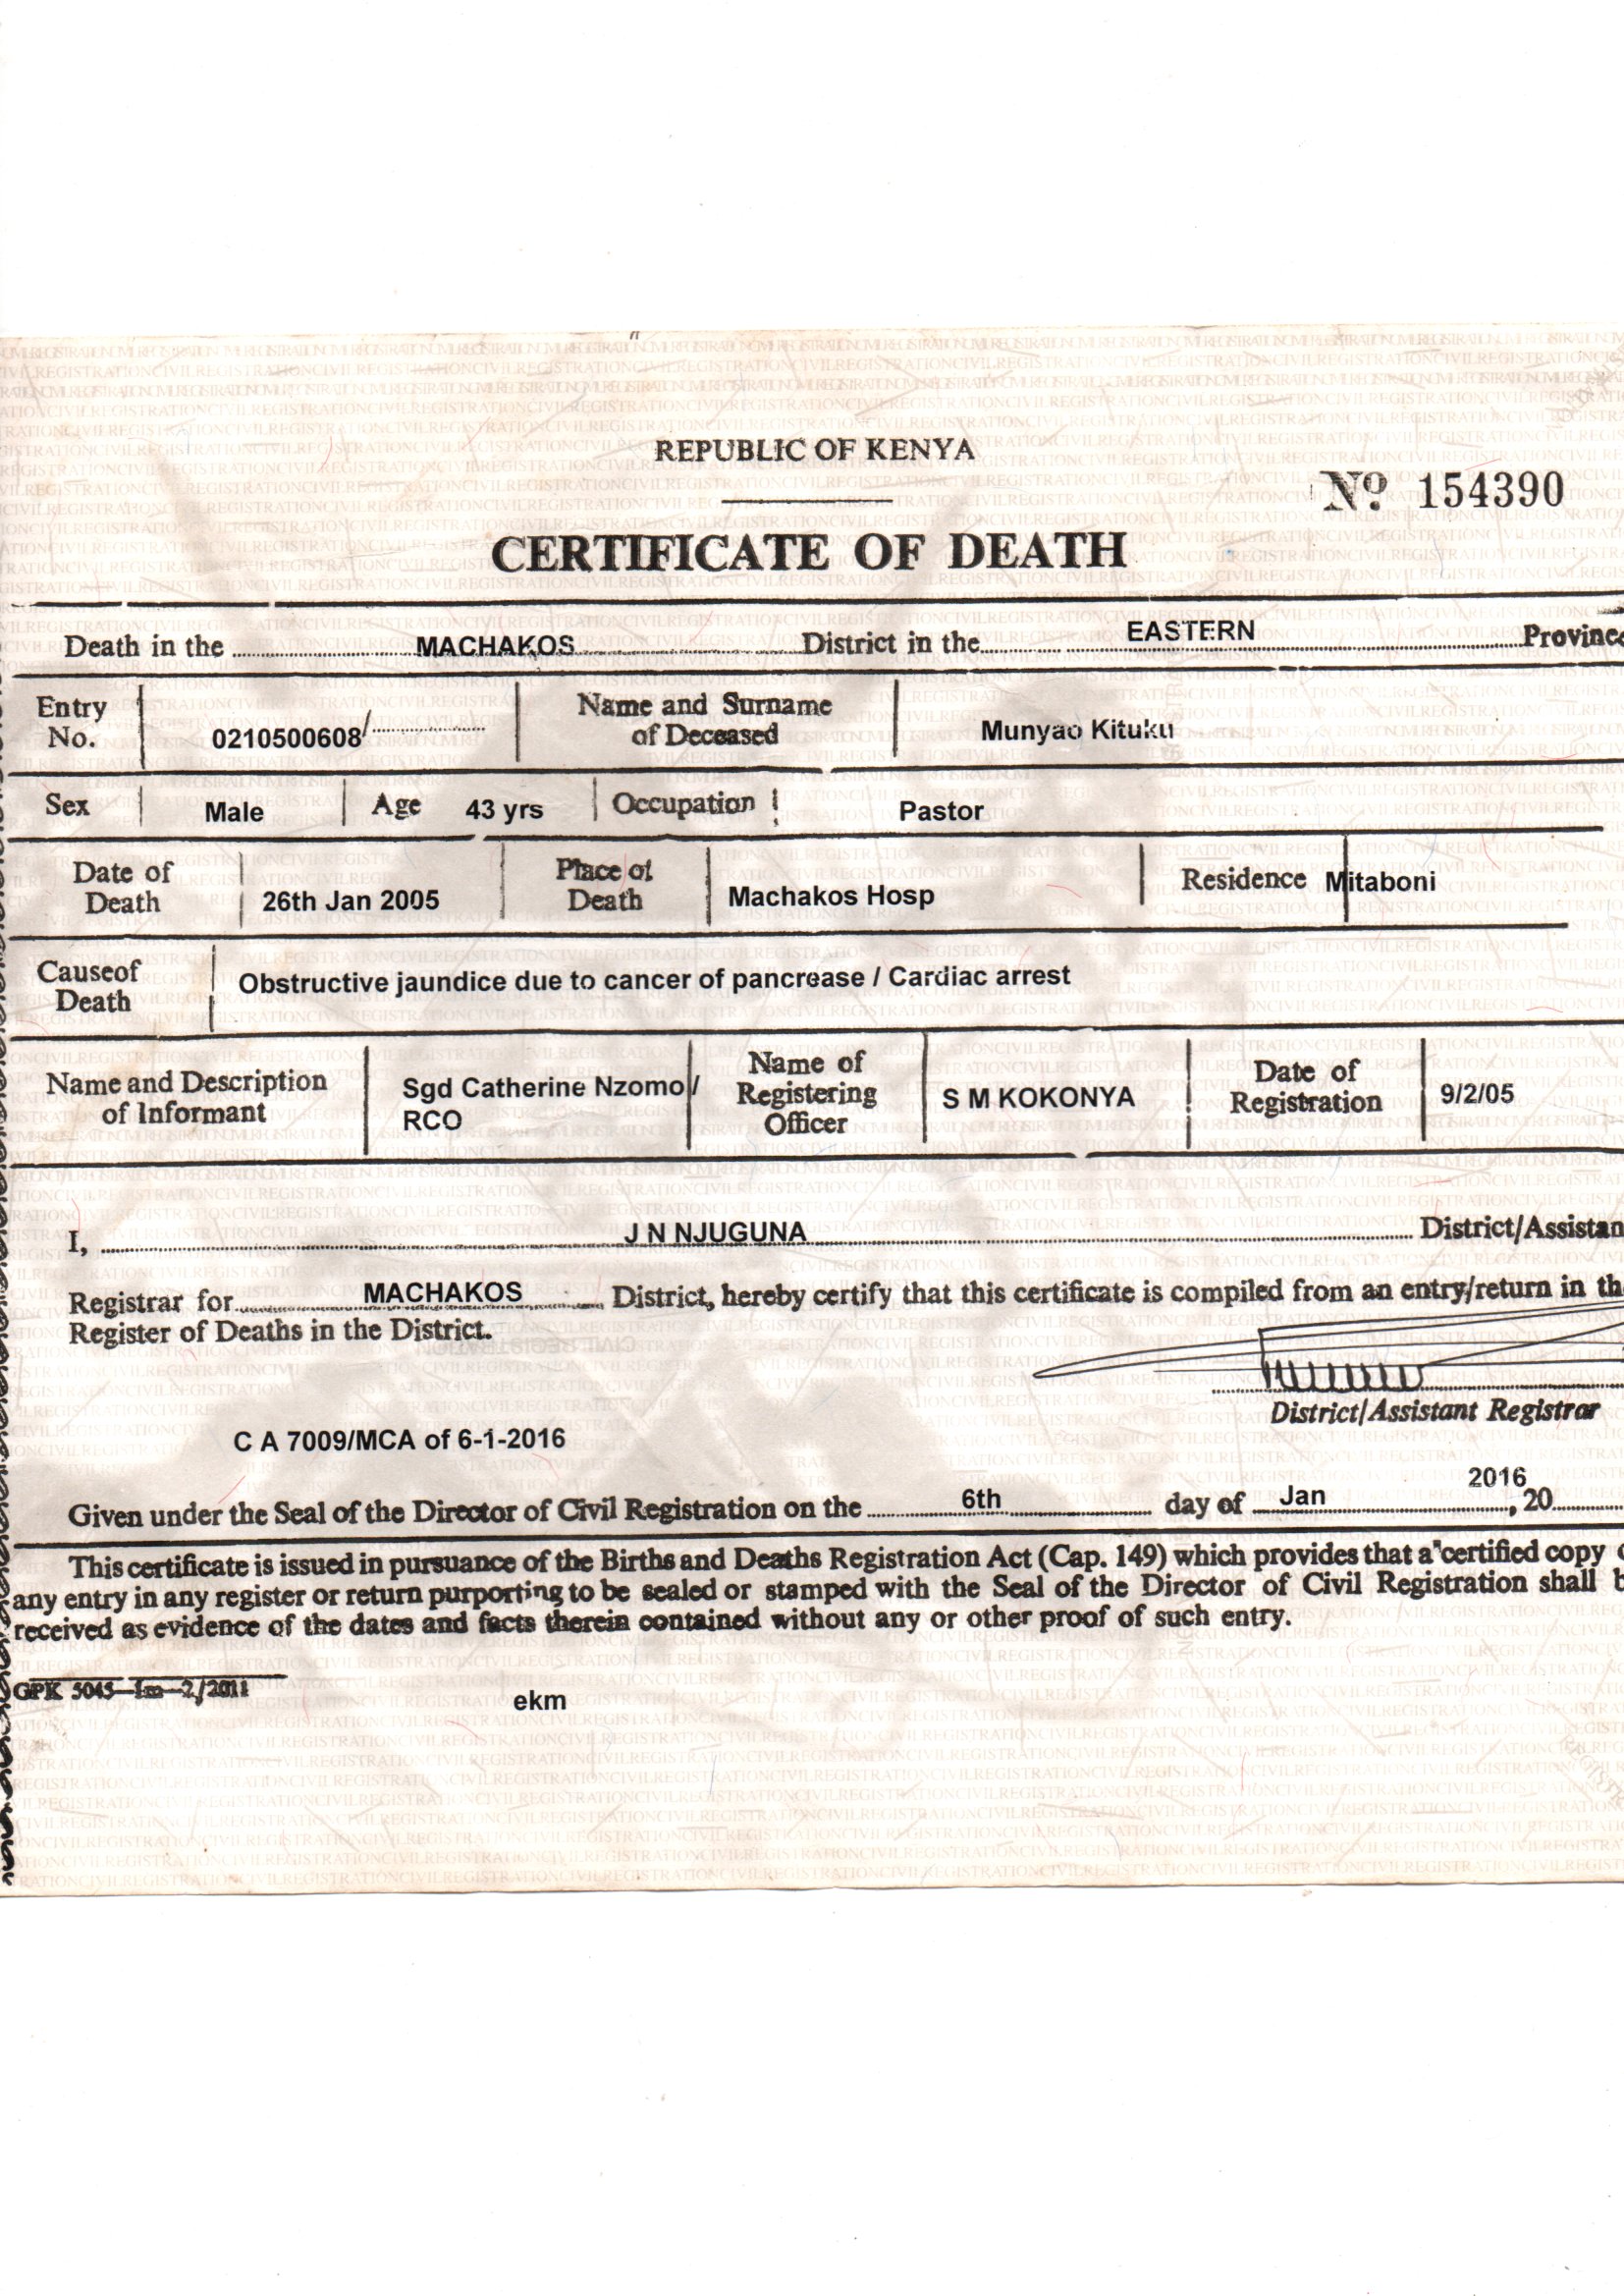 REPUBLIC OF KENYA
Nº 154390
CERTIFICATE OF DEATH
Death in the MACHAKOS District in the EASTERN Province
Entry No. 0210500608/ Name and Surname of Deceased Munyao Kituku
Sex Male Age 43 yrs Occupation Pastor
Date of Death 26th Jan 2005 Place of Death Machakos Hosp Residence Mitaboni
Causeof Death Obstructive jaundice due to cancer of pancrease / Cardiac arrest
Name and Description of Informant Sgd Catherine Nzomo / RCO Name of Registering Officer S M KOKONYA Date of Registration 9/2/05
I, J N NJUGUNA District/Assistan
Registrar for MACHAKOS District, hereby certify that this certificate is compiled from an entry/return in th
Register of Deaths in the District.
District/Assistant Registrar
C A 7009/MCA of 6-1-2016
Given under the Seal of the Director of Civil Registration on the 6th day of Jan 2016, 20
This certificate is issued in pursuance of the Births and Deaths Registration Act (Cap. 149) which provides that a certified copy
any entry in any register or return purporting to be sealed or stamped with the Seal of the Director of Civil Registration shall b
received as evidence of the dates and facts therein contained without any or other proof of such entry.
GPK 5045—1m—2/2011
ekm